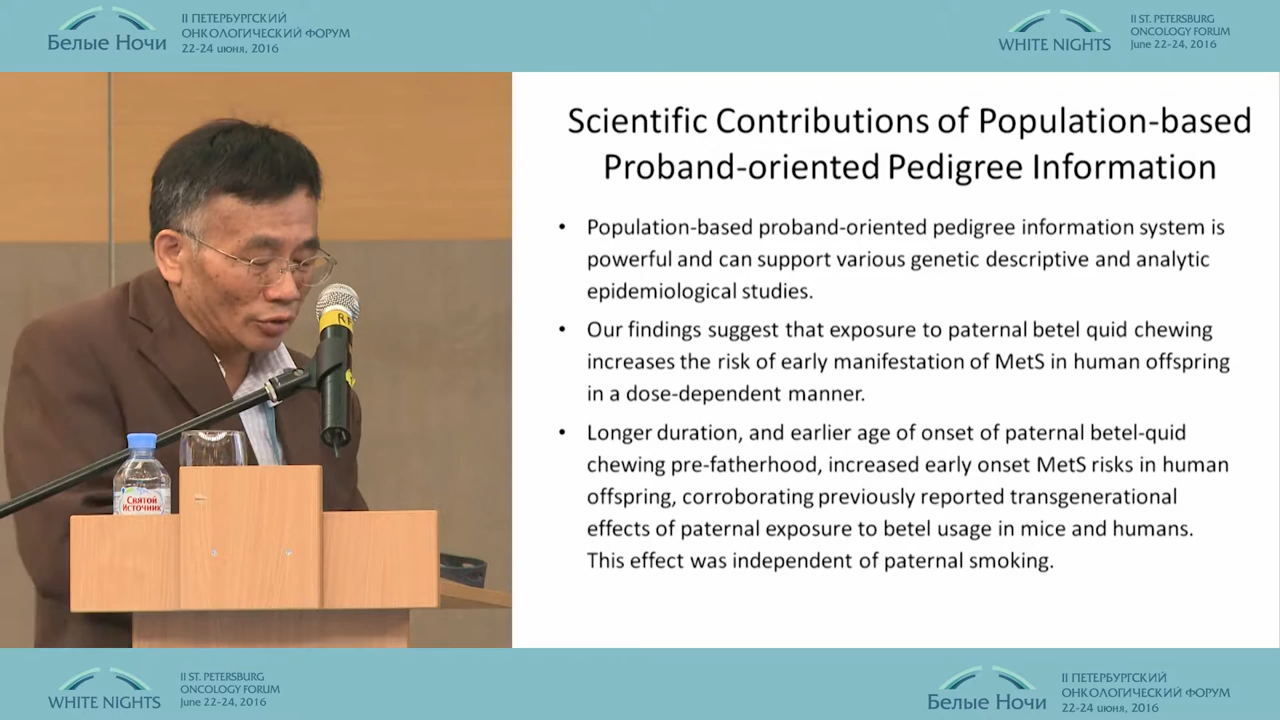 II ПЕТЕРБУРГСКИЙ
ОНКОЛОГИЧЕСКИЙ ФОРУМ
22-24 июня, 2016
Белые Ночи
II ST. PETERSBURG
ONCOLOGY FORUM
June 22-24, 2016
WHITE NIGHTS
Scientific Contributions of Population-based
Proband-oriented Pedigree Information
• Population-based proband-oriented pedigree information system is
powerful and can support various genetic descriptive and analytic
epidemiological studies.
• Our findings suggest that exposure to paternal betel quid chewing
increases the risk of early manifestation of MetS in human offspring
in a dose-dependent manner.
• Longer duration, and earlier age of onset of paternal betel-quid
chewing pre-fatherhood, increased early onset MetS risks in human
offspring, corroborating previously reported transgenerational
effects of paternal exposure to betel usage in mice and humans.
This effect was independent of paternal smoking.
СВЯТОЙ
ИСТОЧНИК
II ST. PETERSBURG
ONCOLOGY FORUM
June 22-24, 2016
WHITE NIGHTS
II ПЕТЕРБУРГСКИЙ
ОНКОЛОГИЧЕСКИЙ ФОРУМ
22-24 июня, 2016
Белые Ночи